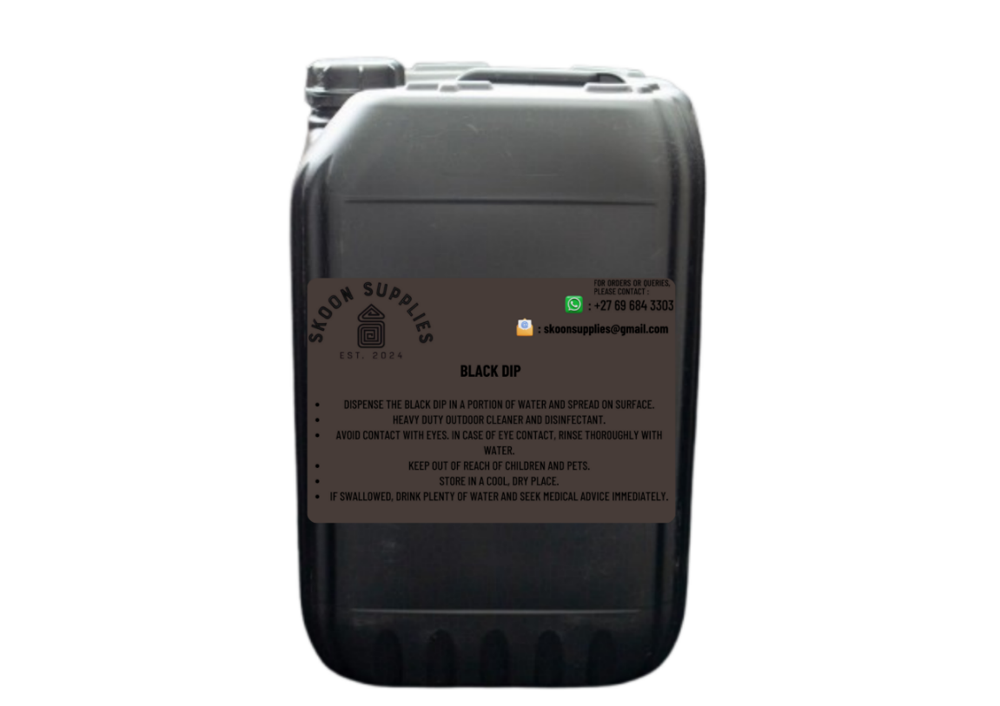 SKOON SUPPLIES
EST. 2024
FOR ORDERS OR QUERIES,
PLEASE CONTACT :
: +27 69 684 3303
: skoonsupplies@gmail.com
BLACK DIP
• DISPENSE THE BLACK DIP IN A PORTION OF WATER AND SPREAD ON SURFACE.
• HEAVY DUTY OUTDOOR CLEANER AND DISINFECTANT.
• AVOID CONTACT WITH EYES. IN CASE OF EYE CONTACT, RINSE THOROUGHLY WITH
WATER.
• KEEP OUT OF REACH OF CHILDREN AND PETS.
• STORE IN A COOL, DRY PLACE.
• IF SWALLOWED, DRINK PLENTY OF WATER AND SEEK MEDICAL ADVICE IMMEDIATELY.